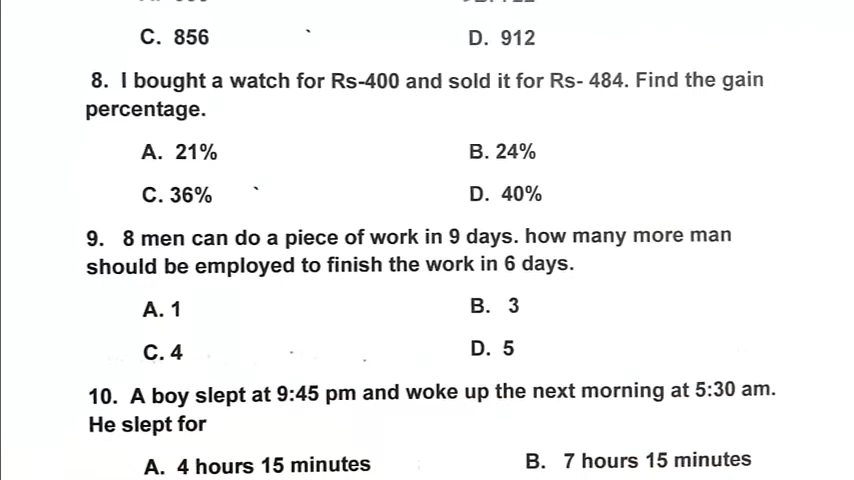 C. 856 D. 912
8. I bought a watch for Rs-400 and sold it for Rs- 484. Find the gain
percentage.
A. 21% B. 24%
C. 36% D. 40%
9. 8 men can do a piece of work in 9 days. how many more man
should be employed to finish the work in 6 days.
A. 1 B. 3
C. 4 D. 5
10. A boy slept at 9:45 pm and woke up the next morning at 5:30 am.
He slept for
A. 4 hours 15 minutes B. 7 hours 15 minutes